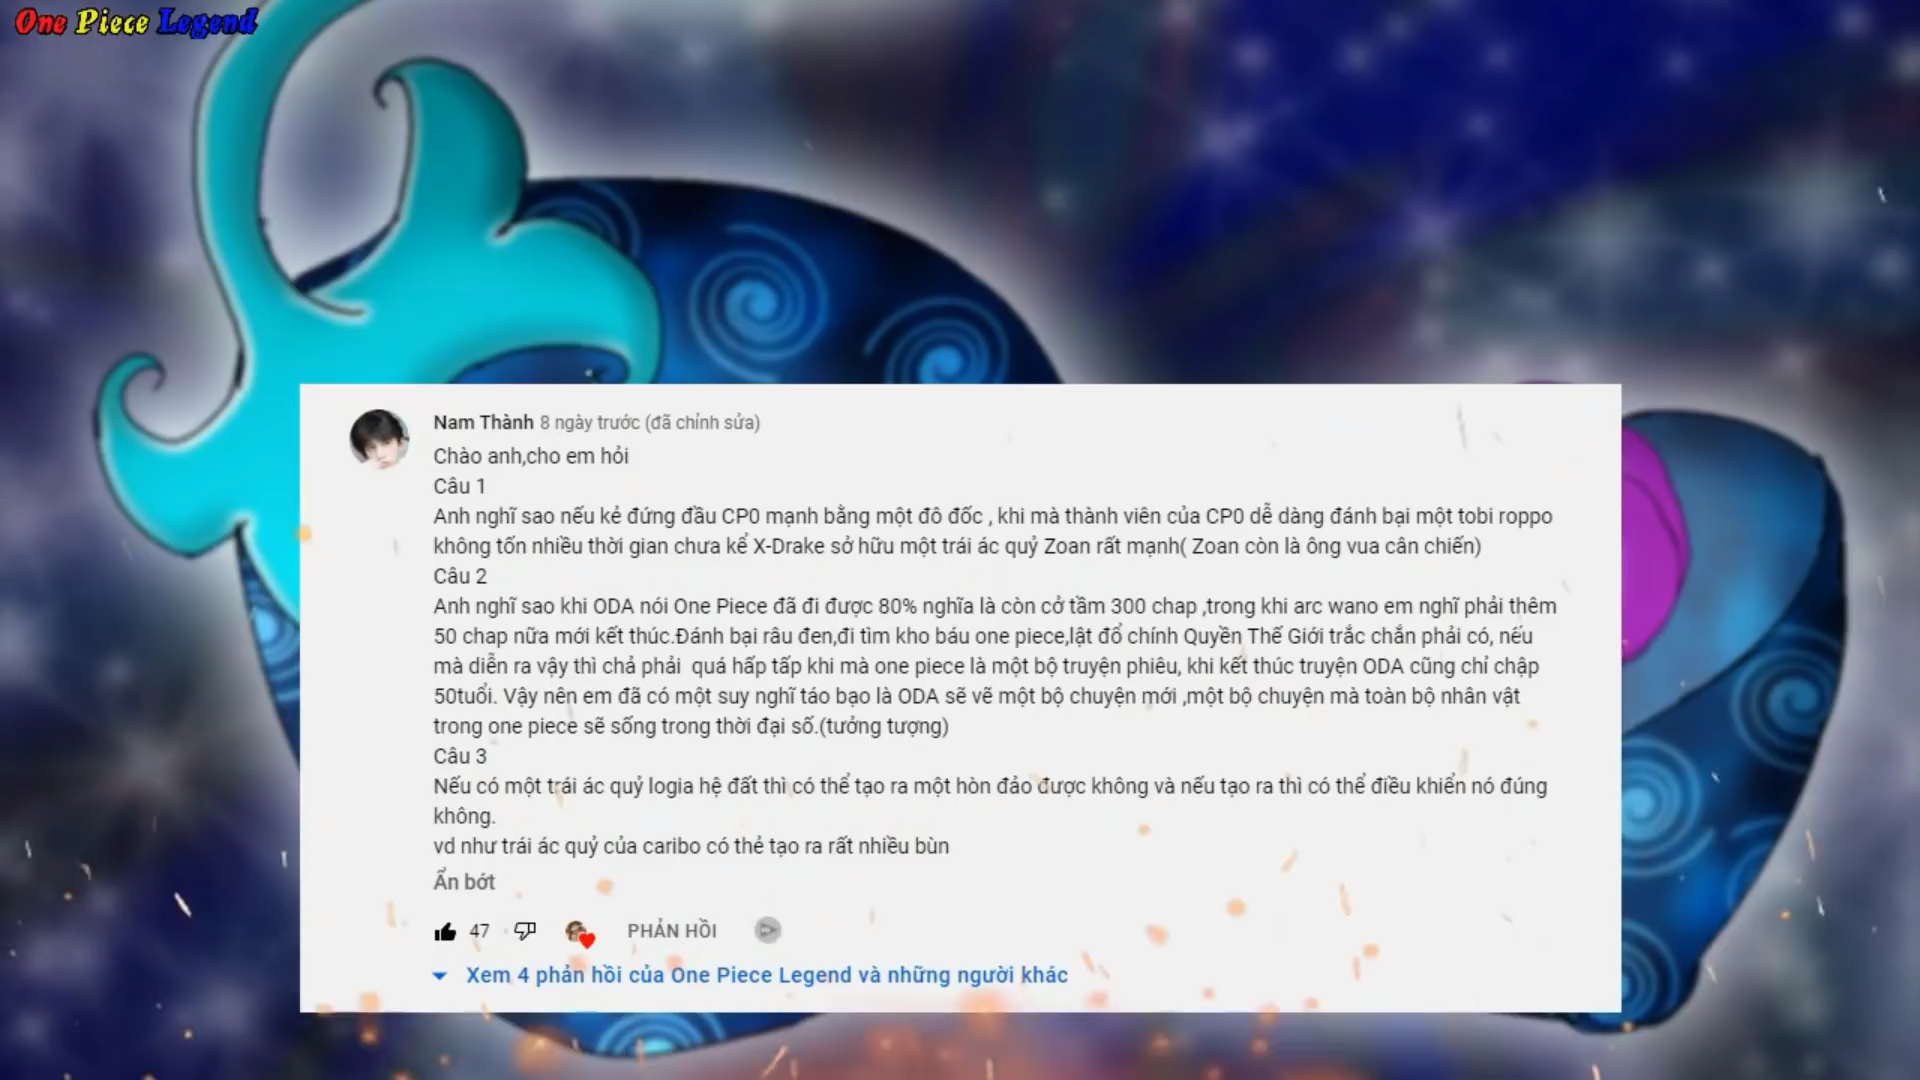 One Piece Legend
Nam Thành 8 ngày trước (đã chỉnh sửa)
Chào anh,cho em hỏi
Câu 1
Anh nghĩ sao nếu kẻ đứng đầu CP0 mạnh bằng một đô đốc , khi mà thành viên của CP0 dễ dàng đánh bại một tobi roppo
không tốn nhiều thời gian chưa kể X-Drake sở hữu một trái ác quỷ Zoan rất mạnh( Zoan còn là ông vua cân chiến)
Câu 2
Anh nghĩ sao khi ODA nói One Piece đã đi được 80% nghĩa là còn cở tầm 300 chap ,trong khi arc wano em nghĩ phải thêm
50 chap nữa mới kết thúc.Đánh bại râu đen,đi tìm kho báu one piece,lật đổ chính Quyền Thế Giới trắc chắn phải có, nếu
mà diễn ra vậy thì chả phải quá hấp tấp khi mà one piece là một bộ truyện phiêu, khi kết thúc truyện ODA cũng chỉ chập
50tuổi. Vậy nên em đã có một suy nghĩ táo bạo là ODA sẽ vẽ một bộ chuyện mới ,một bộ chuyện mà toàn bộ nhân vật
trong one piece sẽ sống trong thời đại số.(tưởng tượng)
Câu 3
Nếu có một trái ác quỷ logia hệ đất thì có thể tạo ra một hòn đảo được không và nếu tạo ra thì có thể điều khiển nó đúng
không.
vd như trái ác quỷ của caribo có thẻ tạo ra rất nhiều bùn
Ẩn bớt
47 PHẢN HỒI
Xem 4 phản hồi của One Piece Legend và những người khác